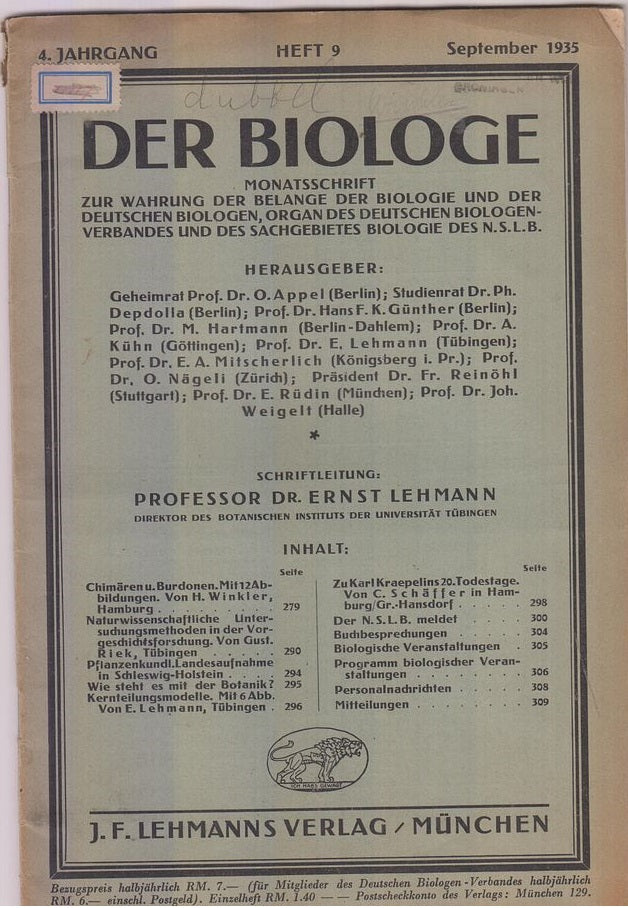 4. JAHRGANG HEFT 9 September 1935
dubbel
GRONINGEN
DER BIOLOGE
MONATSSCHRIFT
ZUR WAHRUNG DER BELANGE DER BIOLOGIE UND DER
DEUTSCHEN BIOLOGEN, ORGAN DES DEUTSCHEN BIOLOGEN-
VERBANDES UND DES SACHGEBIETES BIOLOGIE DES N.S.L.B.
HERAUSGEBER:
Geheimrat Prof. Dr. O. Appel (Berlin); Studienrat Dr. Ph.
Depdolla (Berlin); Prof. Dr. Hans F. K. Günther (Berlin);
Prof. Dr. M. Hartmann (Berlin-Dahlem); Prof. Dr. A.
Kühn (Göttingen); Prof. Dr. E. Lehmann (Tübingen);
Prof. Dr. E. A. Mitscherlich (Königsberg i. Pr.); Prof.
Dr. O. Nägeli (Zürich); Präsident Dr. Fr. Reinöhl
(Stuttgart); Prof. Dr. E. Rüdin (München); Prof. Dr. Joh.
Weigelt (Halle)
*
SCHRIFTLEITUNG:
PROFESSOR DR. ERNST LEHMANN
DIREKTOR DES BOTANISCHEN INSTITUTS DER UNIVERSITÄT TÜBINGEN
INHALT:
Seite
Chimären u. Burdonen. Mit 12 Ab-
bildungen. Von H. Winkler,
Hamburg . . . . . . . . . 279
Naturwissenschaftliche Unter-
suchungsmethoden in der Vor-
geschichtsforschung. Von Gust.
Riek, Tübingen . . . . . 290
Pflanzenkundl. Landesaufnahme
in Schleswig-Holstein . . . . 294
Wie steht es mit der Botanik? 295
Kernteilungsmodelle. Mit 6 Abb.
Von E. Lehmann, Tübingen . 296
Seite
Zu Karl Kraepelins 20. Todestage.
Von C. Schäffer in Ham-
burg/Gr.-Hansdorf . . . . . 298
Der N.S.L.B. meldet . . . . . 300
Buchbesprechungen . . . . . 304
Biologische Veranstaltungen . 305
Programm biologischer Veran-
staltungen . . . . . . . . 306
Personalnachrichten . . . . . 308
Mitteilungen . . . . . . . . 309
ICH HABS GEWAGT
J. F. LEHMANNS VERLAG / MÜNCHEN
Bezugspreis halbjährlich RM. 7.— (für Mitglieder des Deutschen Biologen-Verbandes halbjährlich
RM. 6.— einschl. Postgeld). Einzelheft RM. 1.40 — — Postscheckkonto des Verlags: München 129.